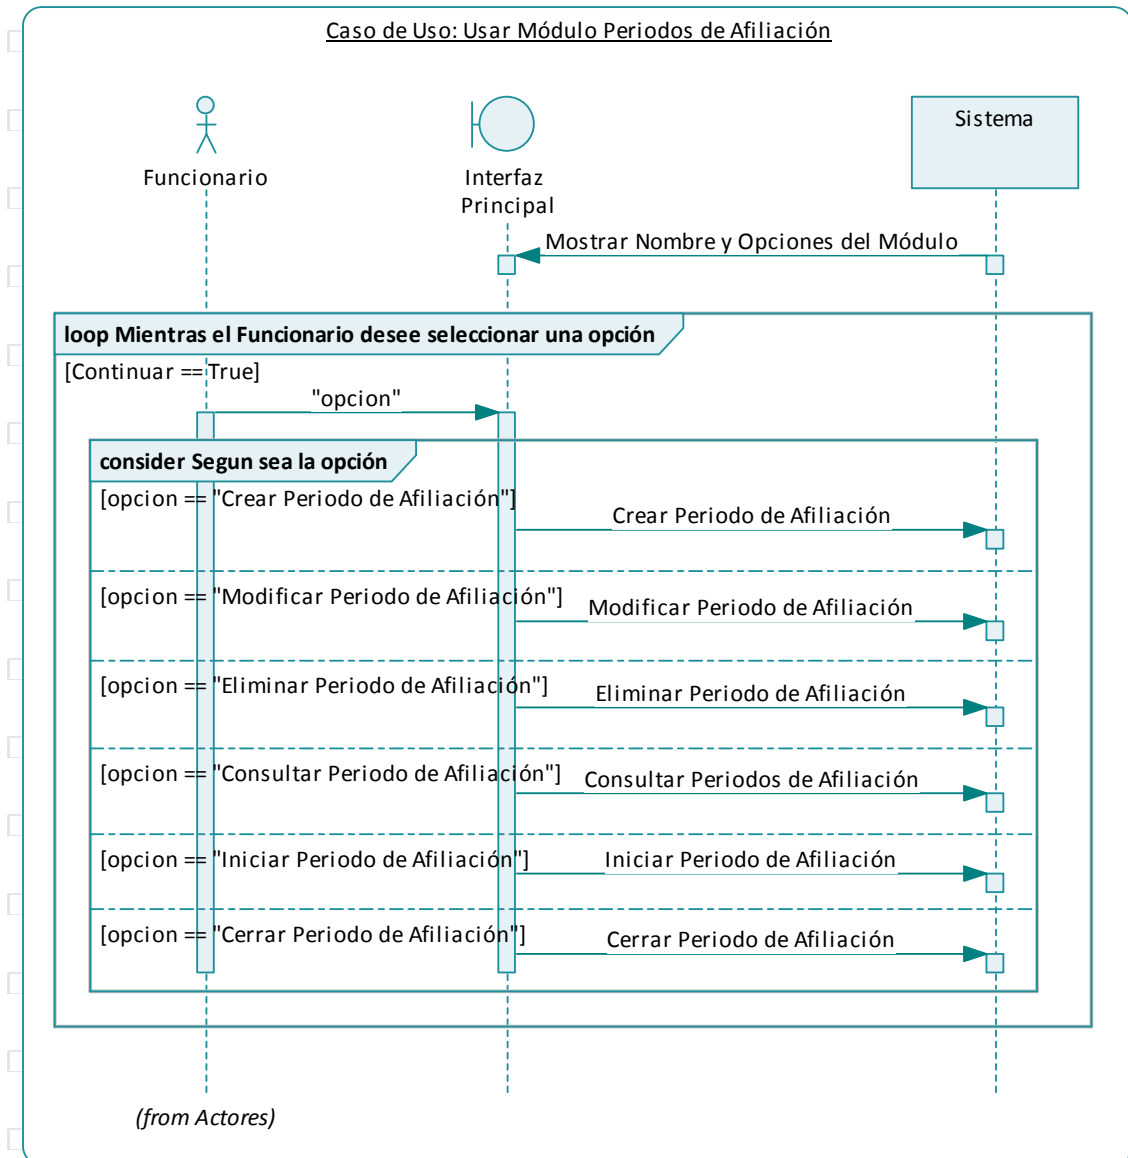 Caso de Uso: Usar Módulo Periodos de Afiliación
Funcionario
Interfaz
Principal
Sistema
Mostrar Nombre y Opciones del Módulo
loop Mientras el Funcionario desee seleccionar una opción
[Continuar == True]
"opcion"
consider Segun sea la opción
[opcion == "Crear Periodo de Afiliación"]
Crear Periodo de Afiliación
[opcion == "Modificar Periodo de Afiliación"]
Modificar Periodo de Afiliación
[opcion == "Eliminar Periodo de Afiliación"]
Eliminar Periodo de Afiliación
[opcion == "Consultar Periodo de Afiliación"]
Consultar Periodos de Afiliación
[opcion == "Iniciar Periodo de Afiliación"]
Iniciar Periodo de Afiliación
[opcion == "Cerrar Periodo de Afiliación"]
Cerrar Periodo de Afiliación
(from Actores)